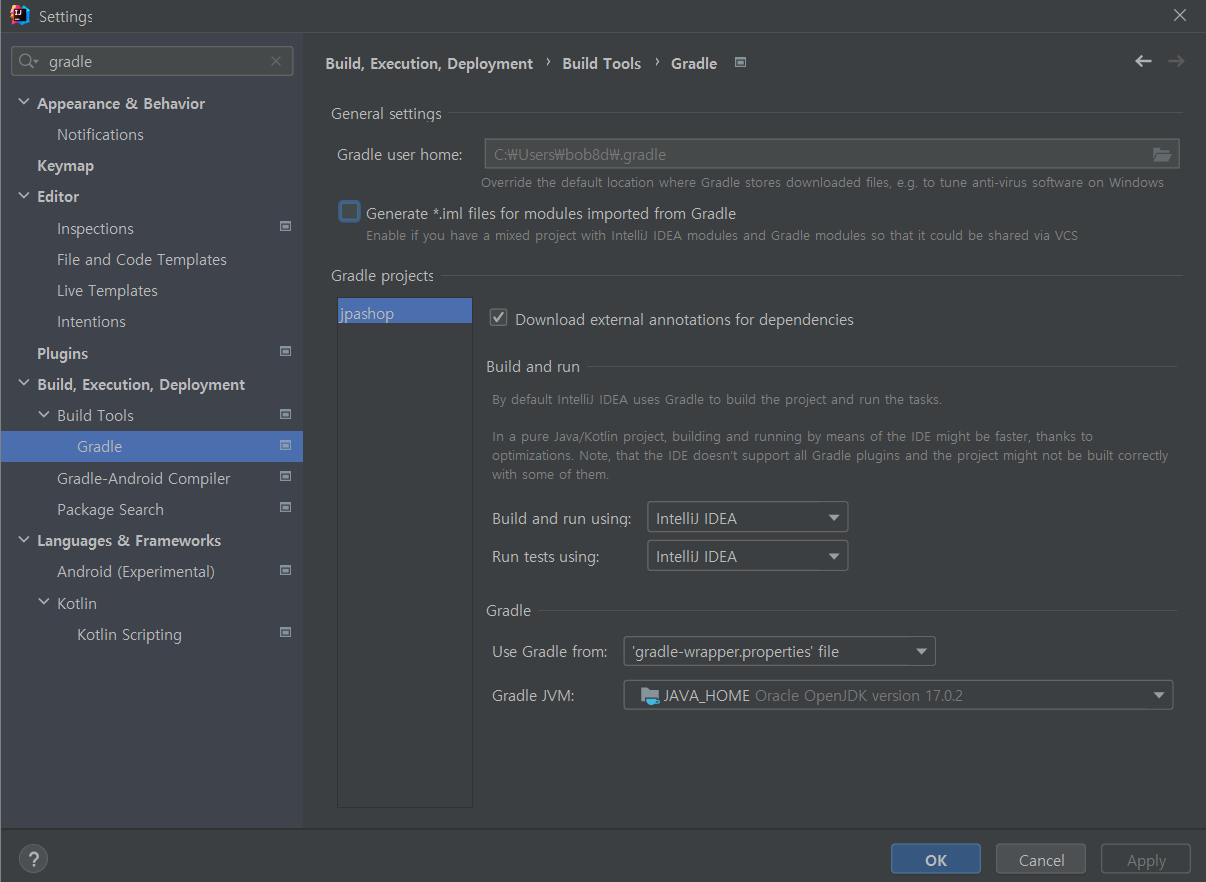 Settings
gradle
Appearance & Behavior
Notifications
Keymap
Editor
Inspections
File and Code Templates
Live Templates
Intentions
Plugins
Build, Execution, Deployment
Build Tools
Gradle
Gradle-Android Compiler
Package Search
Languages & Frameworks
Android (Experimental)
Kotlin
Kotlin Scripting
Build, Execution, Deployment › Build Tools › Gradle
General settings
Gradle user home: C:₩Users₩bob8d₩.gradle
Override the default location where Gradle stores downloaded files, e.g. to tune anti-virus software on Windows
Generate *.iml files for modules imported from Gradle
Enable if you have a mixed project with IntelliJ IDEA modules and Gradle modules so that it could be shared via VCS
Gradle projects
jpashop
Download external annotations for dependencies
Build and run
By default IntelliJ IDEA uses Gradle to build the project and run the tasks.
In a pure Java/Kotlin project, building and running by means of the IDE might be faster, thanks to
optimizations. Note, that the IDE doesn't support all Gradle plugins and the project might not be built correctly
with some of them.
Build and run using: IntelliJ IDEA
Run tests using: IntelliJ IDEA
Gradle
Use Gradle from: 'gradle-wrapper.properties' file
Gradle JVM: JAVA_HOME Oracle OpenJDK version 17.0.2
? OK Cancel Apply